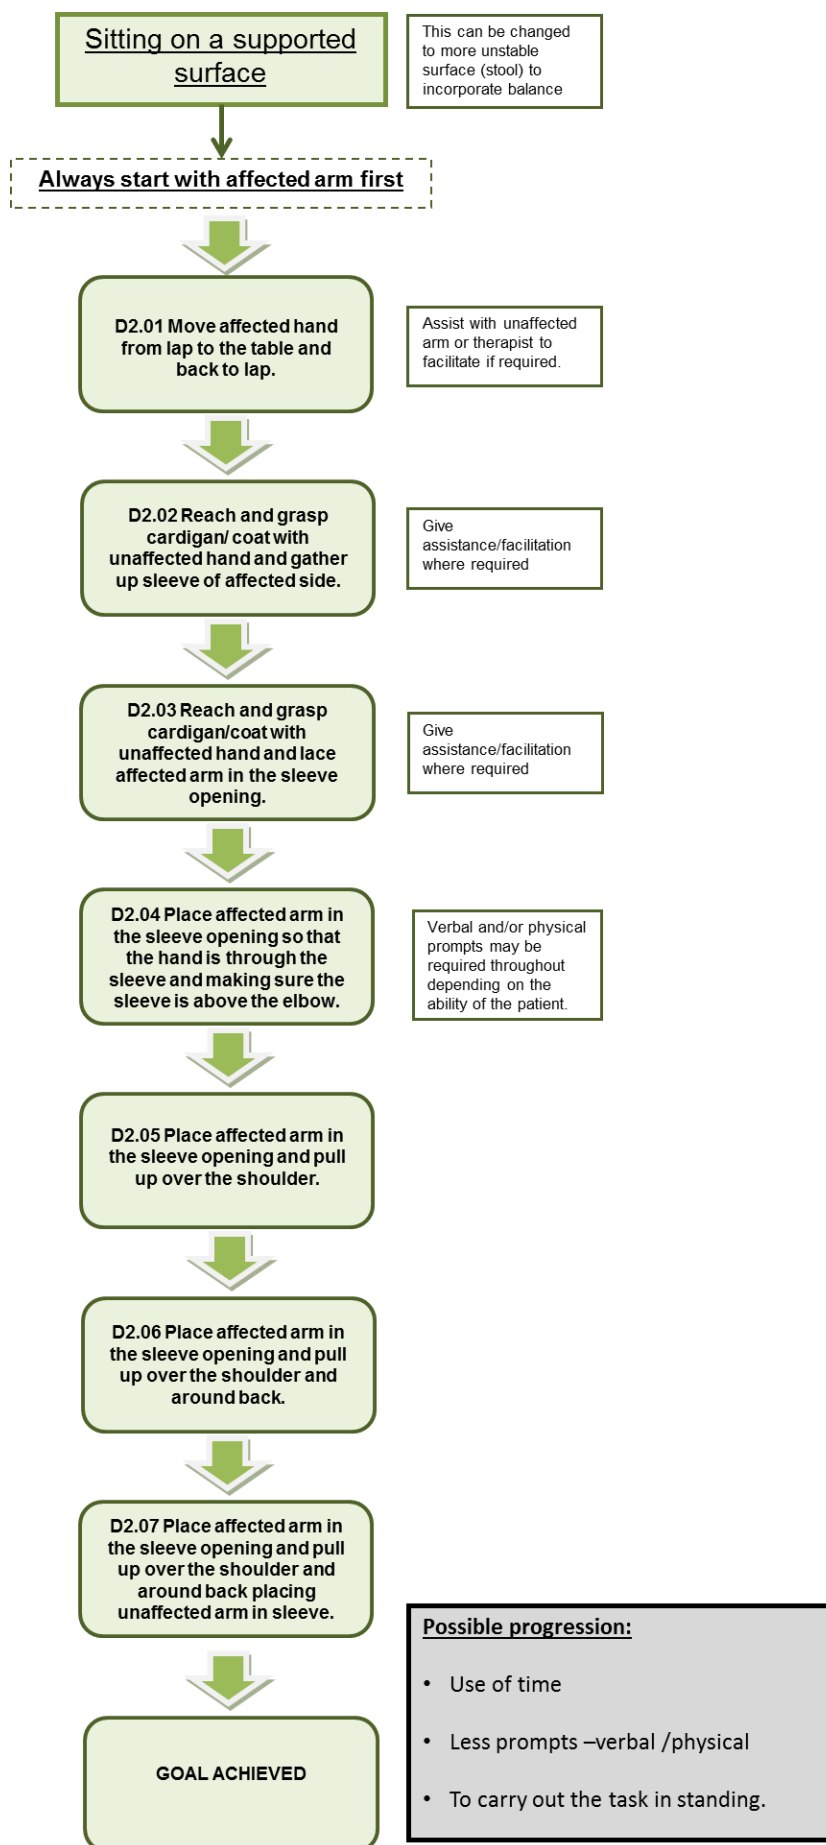 Sitting on a supported
surface
This can be changed
to more unstable
surface (stool) to
incorporate balance
Always start with affected arm first
D2.01 Move affected hand
from lap to the table and
back to lap.
Assist with unaffected
arm or therapist to
facilitate if required.
D2.02 Reach and grasp
cardigan/ coat with
unaffected hand and gather
up sleeve of affected side.
Give
assistance/facilitation
where required
D2.03 Reach and grasp
cardigan/coat with
unaffected hand and lace
affected arm in the sleeve
opening.
Give
assistance/facilitation
where required
D2.04 Place affected arm in
the sleeve opening so that
the hand is through the
sleeve and making sure the
sleeve is above the elbow.
Verbal and/or physical
prompts may be
required throughout
depending on the
ability of the patient.
D2.05 Place affected arm in
the sleeve opening and pull
up over the shoulder.
D2.06 Place affected arm in
the sleeve opening and pull
up over the shoulder and
around back.
D2.07 Place affected arm in
the sleeve opening and pull
up over the shoulder and
around back placing
unaffected arm in sleeve.
GOAL ACHIEVED
Possible progression:
• Use of time
• Less prompts –verbal /physical
• To carry out the task in standing.